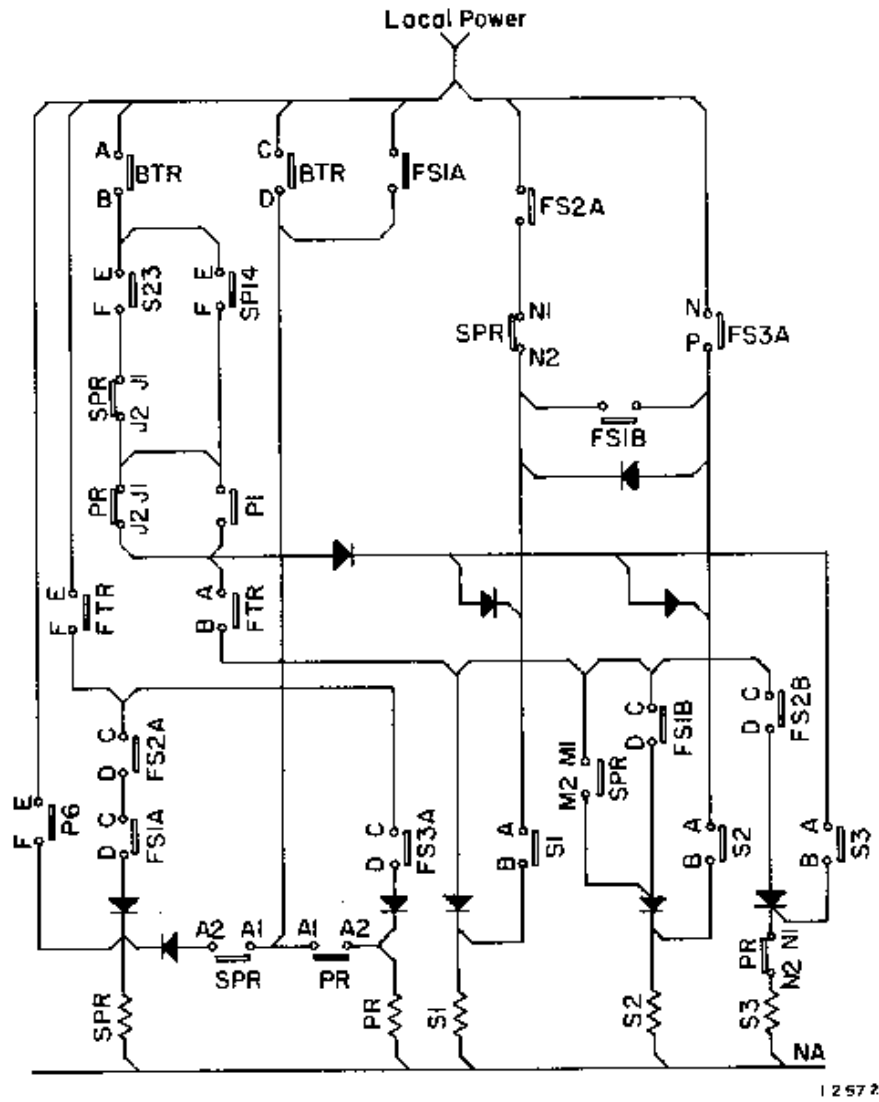 Local Power
A
BTR
B
C
BTR
D
FS1A
FS2A
E
S23
F
E
SP14
F
SPR
N1
N2
N
FS3A
P
SPR
J1
J2
FS1B
PR
J1
J2
P1
E
FTR
F
A
FTR
B
C
FS2A
D
C
FS1A
D
E
P6
F
C
FS3A
D
A
S1
B
M1
M2
SPR
C
FS1B
D
C
FS2B
D
A
S2
B
A
S3
B
A2
A1
SPR
A1
A2
PR
PR
N1
N2
SPR
PR
S1
S2
S3
NA
12572